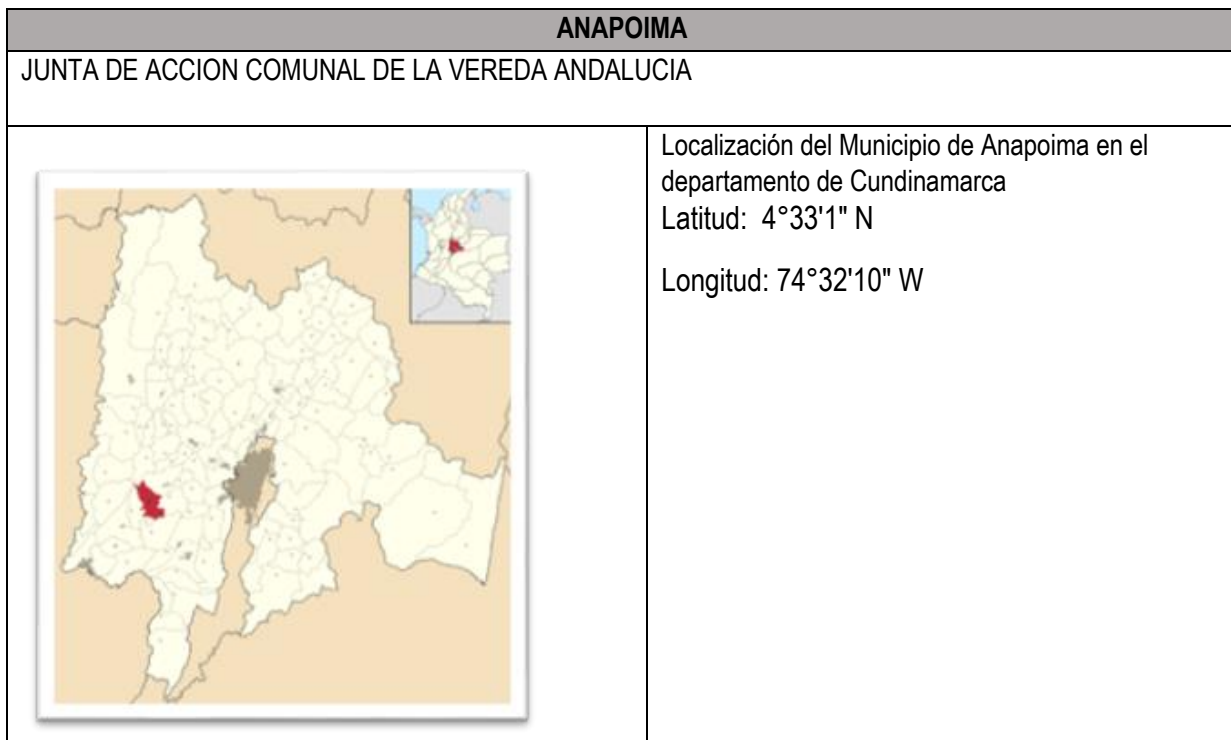 ANAPOIMA
JUNTA DE ACCION COMUNAL DE LA VEREDA ANDALUCIA
Localización del Municipio de Anapoima en el
departamento de Cundinamarca
Latitud: 4°33'1" N
Longitud: 74°32'10" W